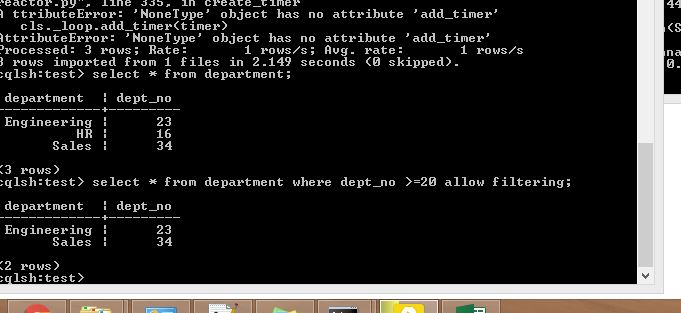 reactor.py", line 335, in create_timer
A ttributeError: 'NoneType' object has no attribute 'add_timer'
cls._loop.add_timer(timer)
AttributeError: 'NoneType' object has no attribute 'add_timer'
Processed: 3 rows; Rate: 1 rows/s; Avg. rate: 1 rows/s
3 rows imported from 1 files in 2.149 seconds (0 skipped).
cqlsh:test> select * from department;
department | dept_no
-------------+---------
Engineering | 23
HR | 16
Sales | 34
(3 rows)
cqlsh:test> select * from department where dept_no >=20 allow filtering;
department | dept_no
-------------+---------
Engineering | 23
Sales | 34
(2 rows)
cqlsh:test>